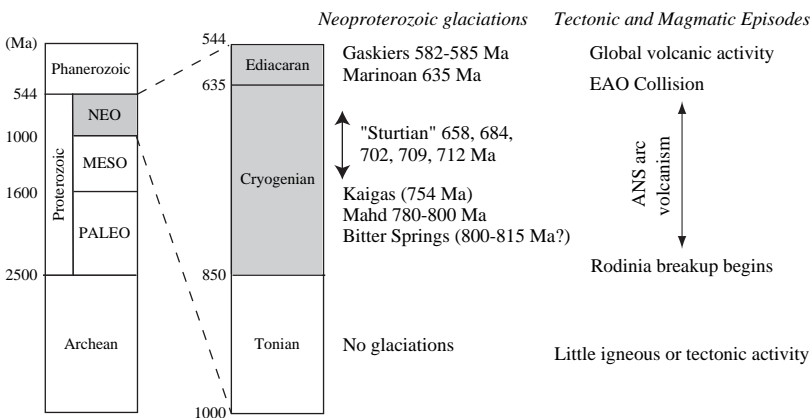 Neoproterozoic glaciations
Tectonic and Magmatic Episodes
(Ma)
Phanerozoic
544
NEO
1000
MESO
1600
PALEO
Proterozoic
2500
Archean
544
Ediacaran
635
Cryogenian
850
Tonian
1000
Gaskiers 582-585 Ma
Marinoan 635 Ma
"Sturtian" 658, 684,
702, 709, 712 Ma
Kaigas (754 Ma)
Mahd 780-800 Ma
Bitter Springs (800-815 Ma?)
No glaciations
Global volcanic activity
EAO Collision
ANS arc
volcanism
Rodinia breakup begins
Little igneous or tectonic activity